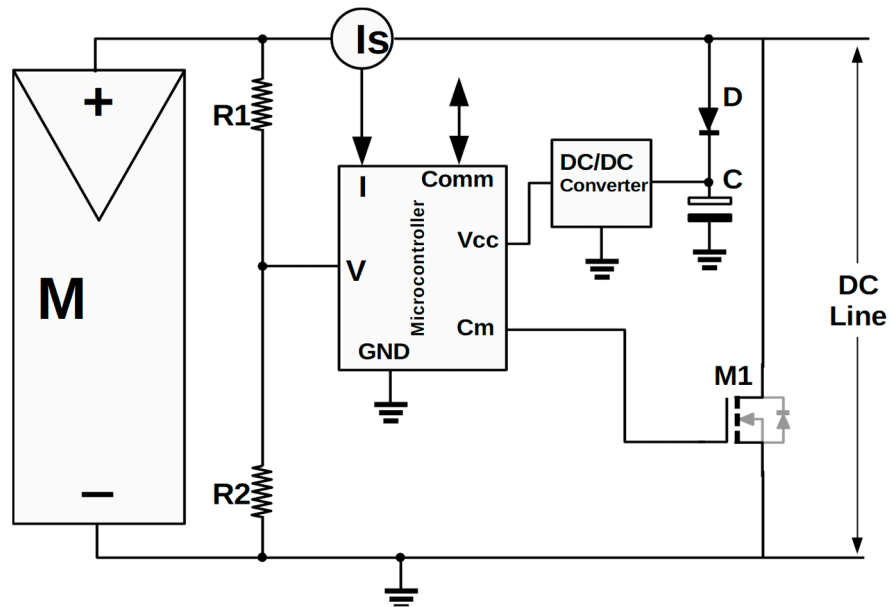 Is
+
R1
D
DC/DC
Converter
C
I
Comm
Microcontroller
Vcc
V
M
DC
Line
Cm
GND
M1
R2
−